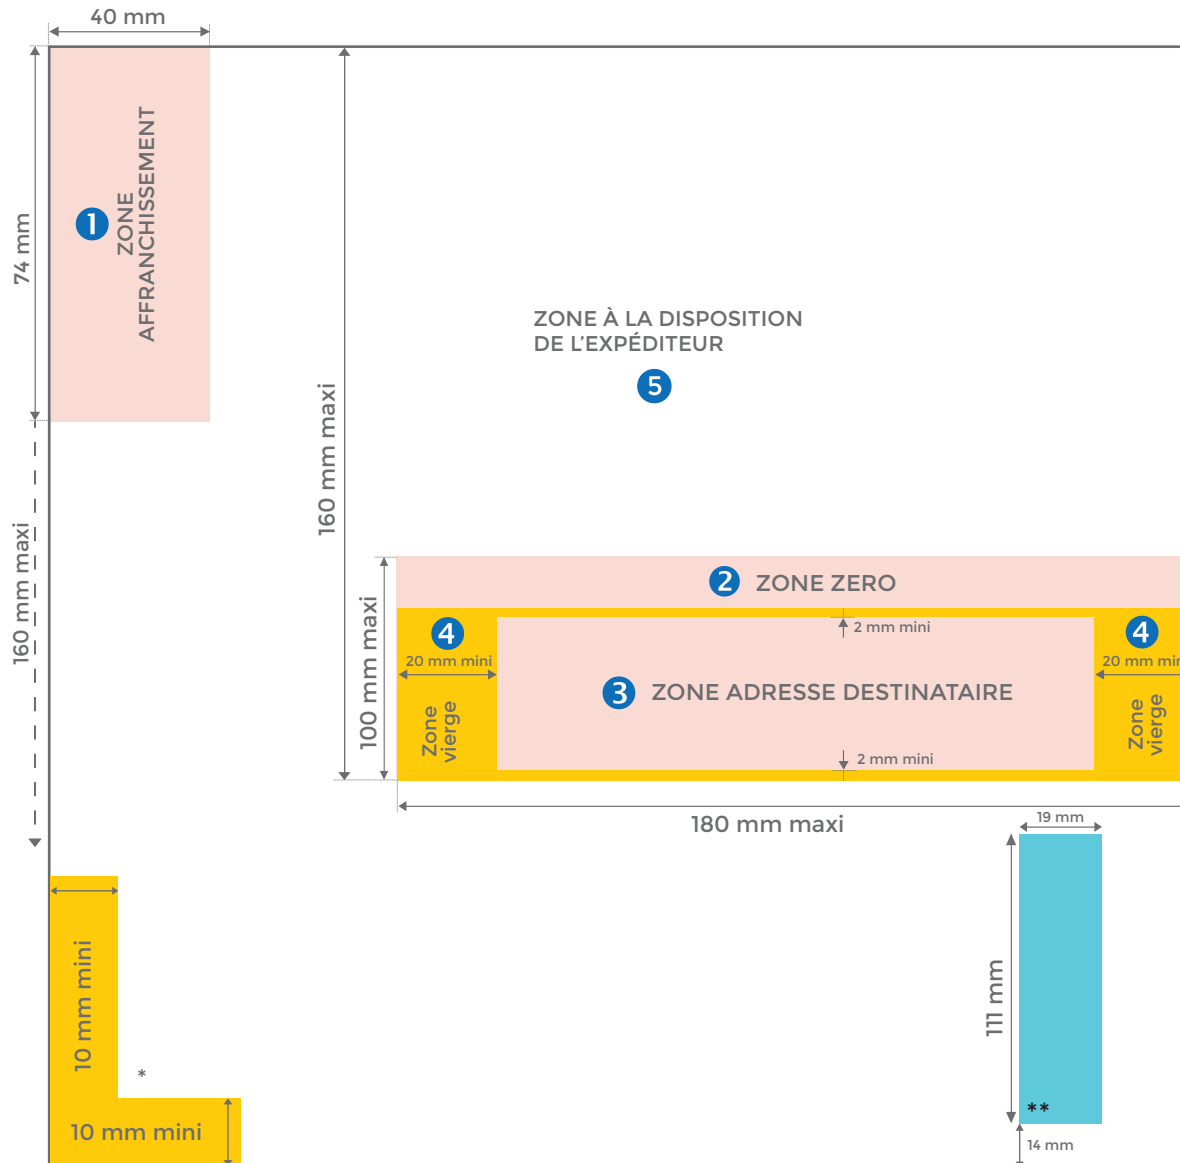 40 mm
74 mm
1
ZONE
AFFRANCHISSEMENT
ZONE À LA DISPOSITION
DE L'EXPÉDITEUR
5
160 mm maxi
160 mm maxi
100 mm maxi
2 ZONE ZERO
4
20 mm mini
Zone
vierge
2 mm mini
3 ZONE ADRESSE DESTINATAIRE
2 mm mini
4
20 mm min
Zone
vierge
180 mm maxi
19 mm
111 mm
**
14 mm
10 mm mini
*
10 mm mini